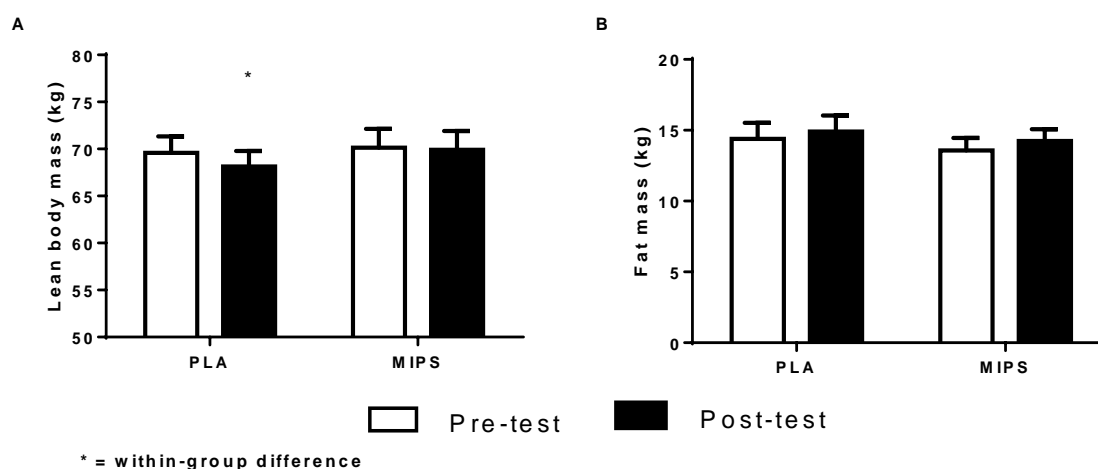 A
Lean body mass (kg)
80
75
70
65
60
55
50
*
PLA
MIPS
B
Fat mass (kg)
20
15
10
5
0
PLA
MIPS
Pre-test
Post-test
* = within-group difference